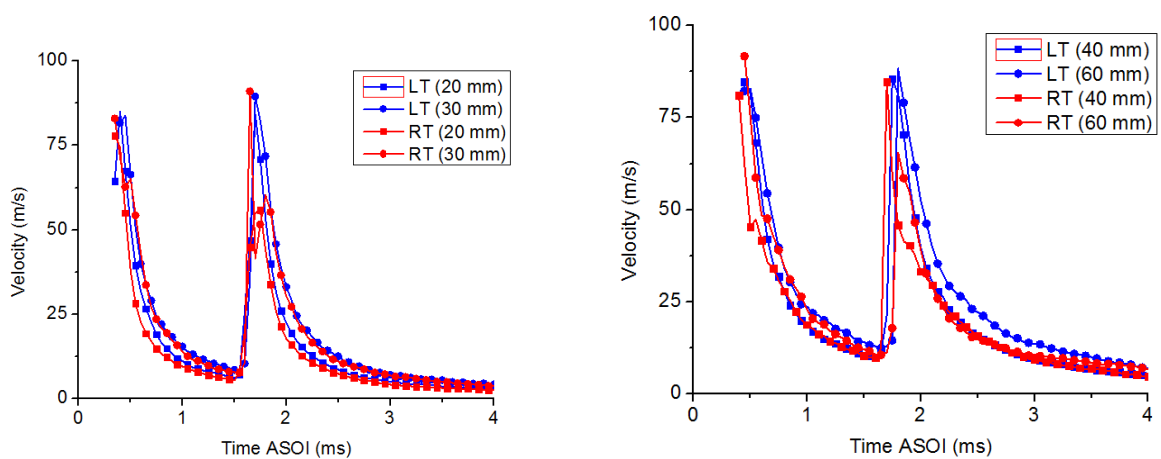 100
75
50
25
0
Velocity (m/s)
0 1 2 3 4
Time ASOI (ms)
LT (20 mm)
LT (30 mm)
RT (20 mm)
RT (30 mm)
100
75
50
25
0
Velocity (m/s)
1 2 3 4
Time ASOI (ms)
LT (40 mm)
LT (60 mm)
RT (40 mm)
RT (60 mm)